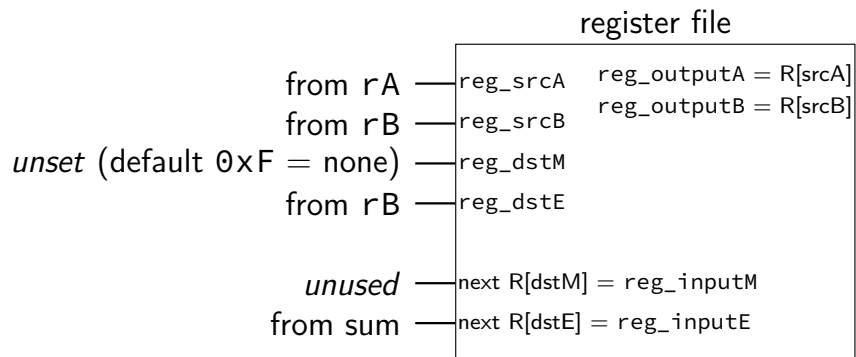 register file
from rA reg_srcA reg_outputA = R[srcA]
from rB reg_srcB reg_outputB = R[srcB]
unset (default 0xF = none) reg_dstM
from rB reg_dstE
unused next R[dstM] = reg_inputM
from sum next R[dstE] = reg_inputE